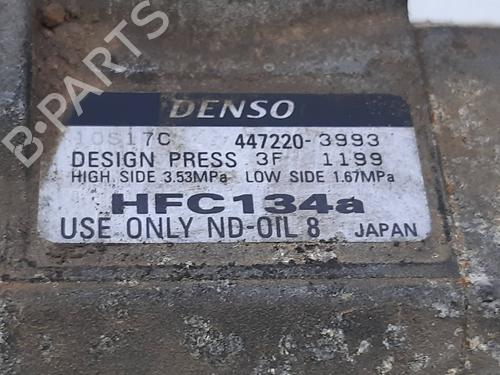 B-PARTS
DENSO
10S17C 447220-3993
DESIGN PRESS 3F 1199
HIGH SIDE 3.53MPa LOW SIDE 1.67MPa
HFC134a
USE ONLY ND-OIL 8 JAPAN